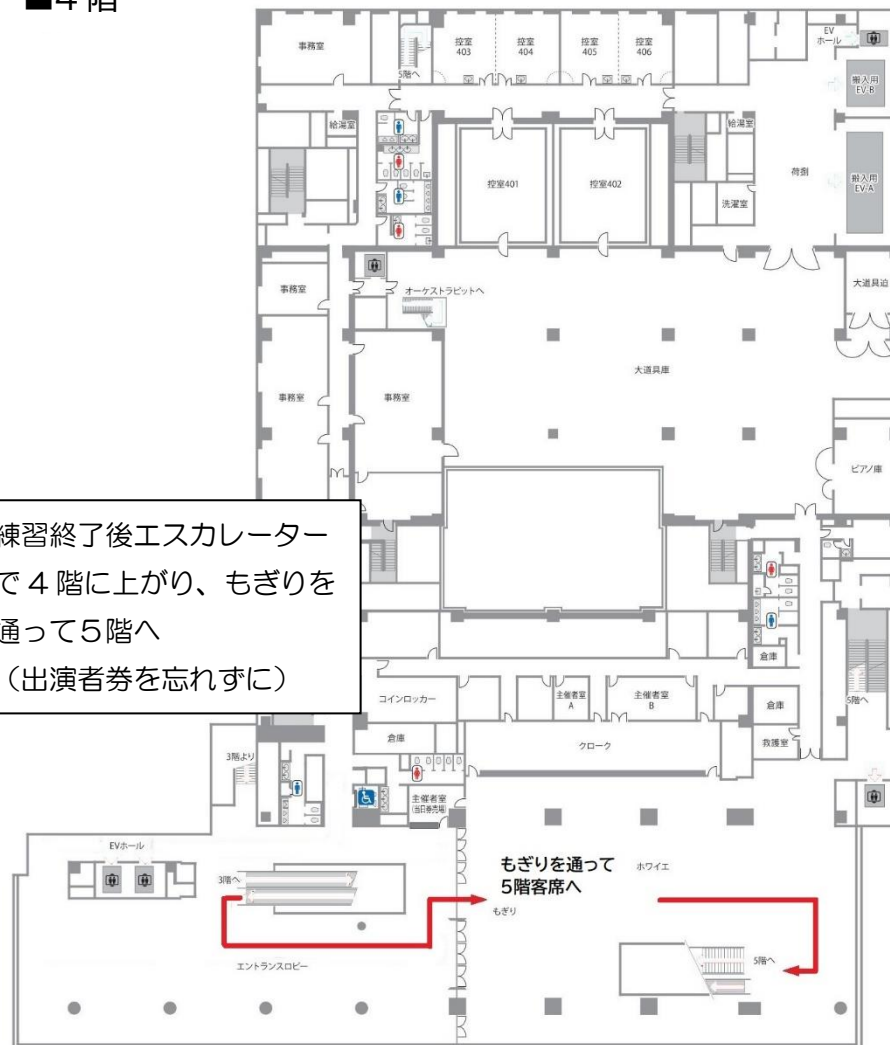 ■4階
事務室
5階へ
控室
403
控室
404
控室
405
控室
406
EV
ホール
搬入用
EV-B
給湯室
控室401
控室402
給湯室
洗濯室
荷捌
搬入用
EV-A
事務室
オーケストラピットへ
大道具迫
事務室
事務室
大道具庫
ピアノ庫
練習終了後エスカレーター
で4階に上がり、もぎりを
通って5階へ
(出演者券を忘れずに)
コインロッカー
主催者室
A
主催者室
B
倉庫
倉庫
5階へ
倉庫
クローク
救護室
3階より
主催者室
(当日券売場)
EVホール
3階へ
もぎりを通って
5階客席へ
ホワイエ
もぎり
エントランスロビー
5階へ